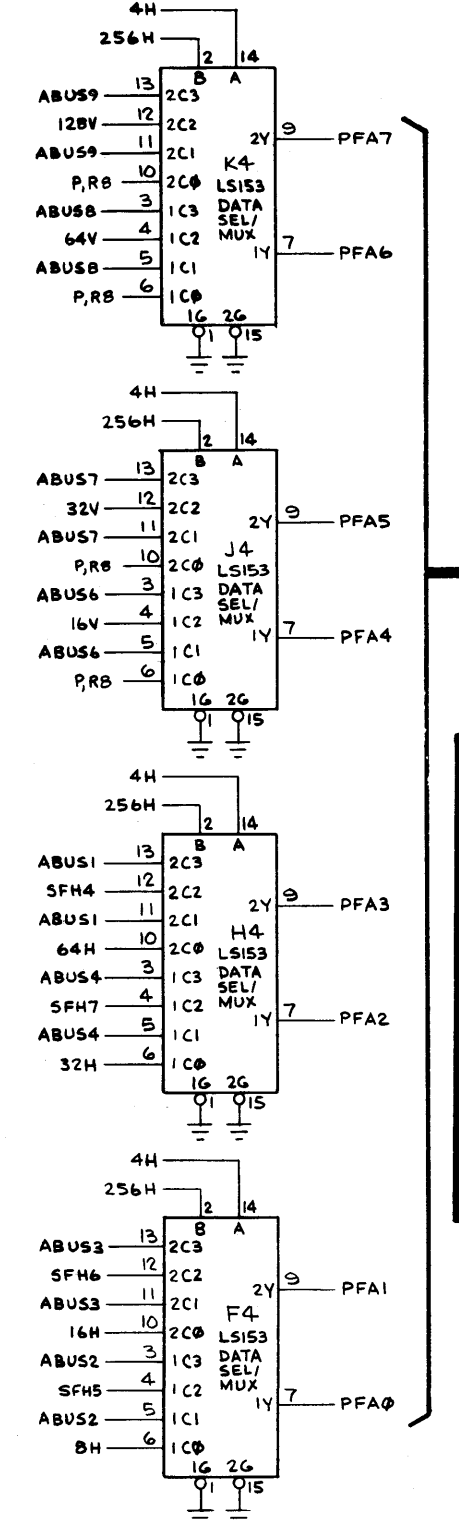 4H
256H
2 14
B A
ABUS9 13 2C3
128V 12 2C2
ABUS9 11 2C1
2Y 9 PFA7
P,R8 10 2CØ
K4
LS153
ABUS8 3 1C3
DATA
SEL/
MUX
64V 4 1C2
1Y 7 PFA6
ABUS8 5 1C1
P,R8 6 1CØ
1G 2G
1 15
4H
256H
2 14
B A
ABUS7 13 2C3
32V 12 2C2
ABUS7 11 2C1
2Y 9 PFA5
P,R8 10 2CØ
J4
LS153
ABUS6 3 1C3
DATA
SEL/
MUX
16V 4 1C2
1Y 7 PFA4
ABUS6 5 1C1
P,R8 6 1CØ
1G 2G
1 15
4H
256H
2 14
B A
ABUS1 13 2C3
SFH4 12 2C2
ABUS1 11 2C1
2Y 9 PFA3
64H 10 2CØ
H4
LS153
ABUS4 3 1C3
DATA
SEL/
MUX
SFH7 4 1C2
1Y 7 PFA2
ABUS4 5 1C1
32H 6 1CØ
1G 2G
1 15
4H
256H
2 14
B A
ABUS3 13 2C3
SFH6 12 2C2
ABUS3 11 2C1
2Y 9 PFA1
16H 10 2CØ
F4
LS153
ABUS2 3 1C3
DATA
SEL/
MUX
SFH5 4 1C2
1Y 7 PFAØ
ABUS2 5 1C1
8H 6 1CØ
1G 2G
1 15